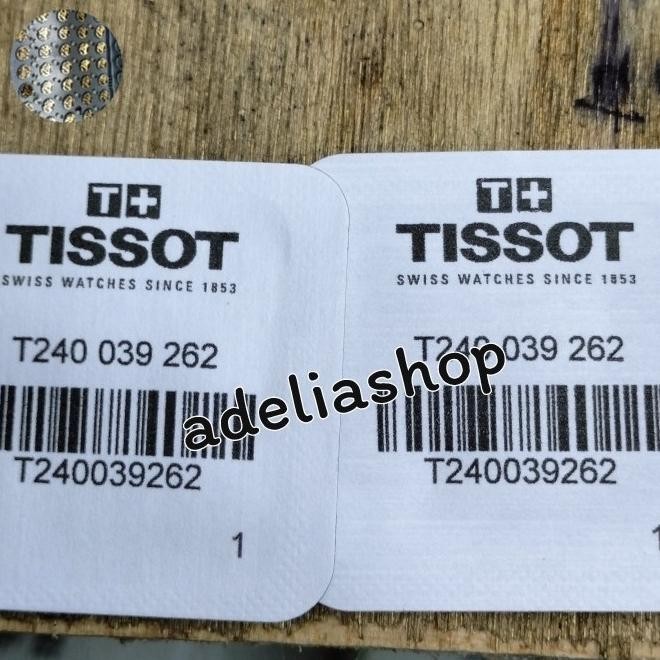 T+
TISSOT
SWISS WATCHES SINCE 1853
T240 039 262
T240039262
1
T+
TISSOT
SWISS WATCHES SINCE 1853
T240 039 262
T240039262
1
adeliashop